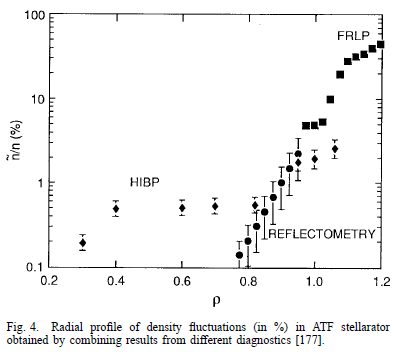 100
FRLP
10
ñ/n (%)
HIBP
1
REFLECTOMETRY
0.1
0.2 0.4 0.6 0.8 1.0 1.2
ρ
Fig. 4. Radial profile of density fluctuations (in %) in ATF stellarator
obtained by combining results from different diagnostics [177].